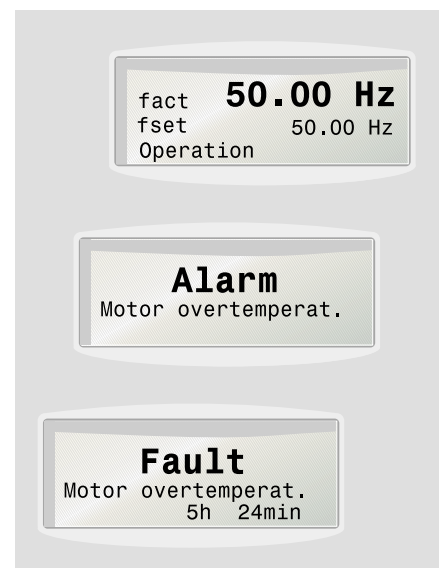 fact 50.00 Hz
fset 50.00 Hz
Operation
Alarm
Motor overtemperat.
Fault
Motor overtemperat.
5h 24min